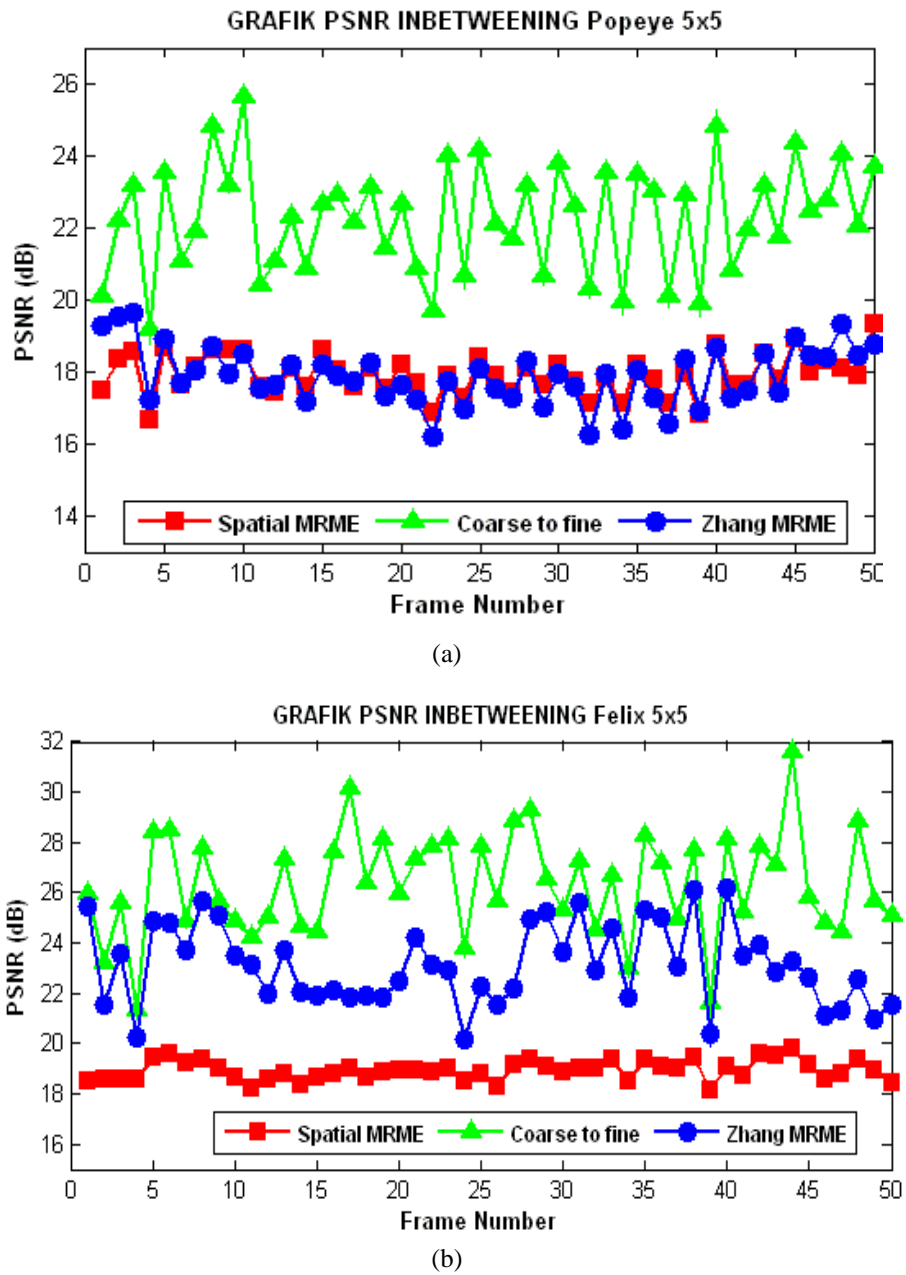 GRAFIK PSNR INBETWEENING Popeye 5x5
26
24
22
20
18
16
14
PSNR (dB)
Spatial MRME Coarse to fine Zhang MRME
0 5 10 15 20 25 30 35 40 45 50
Frame Number
(a)
GRAFIK PSNR INBETWEENING Felix 5x5
32
30
28
26
24
22
20
18
16
PSNR (dB)
Spatial MRME Coarse to fine Zhang MRME
0 5 10 15 20 25 30 35 40 45 50
Frame Number
(b)